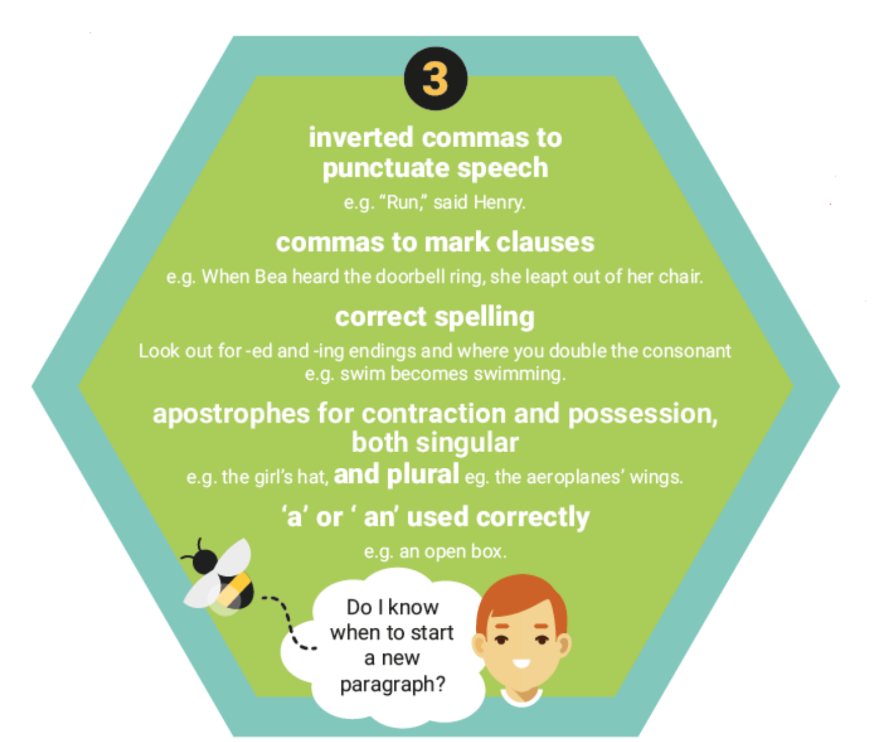 3
inverted commas to
punctuate speech
e.g. “Run,” said Henry.
commas to mark clauses
e.g. When Bea heard the doorbell ring, she leapt out of her chair.
correct spelling
Look out for -ed and -ing endings and where you double the consonant
e.g. swim becomes swimming.
apostrophes for contraction and possession,
both singular
e.g. the girl’s hat, and plural eg. the aeroplanes’ wings.
‘a’ or ‘ an’ used correctly
e.g. an open box.
Do I know
when to start
a new
paragraph?